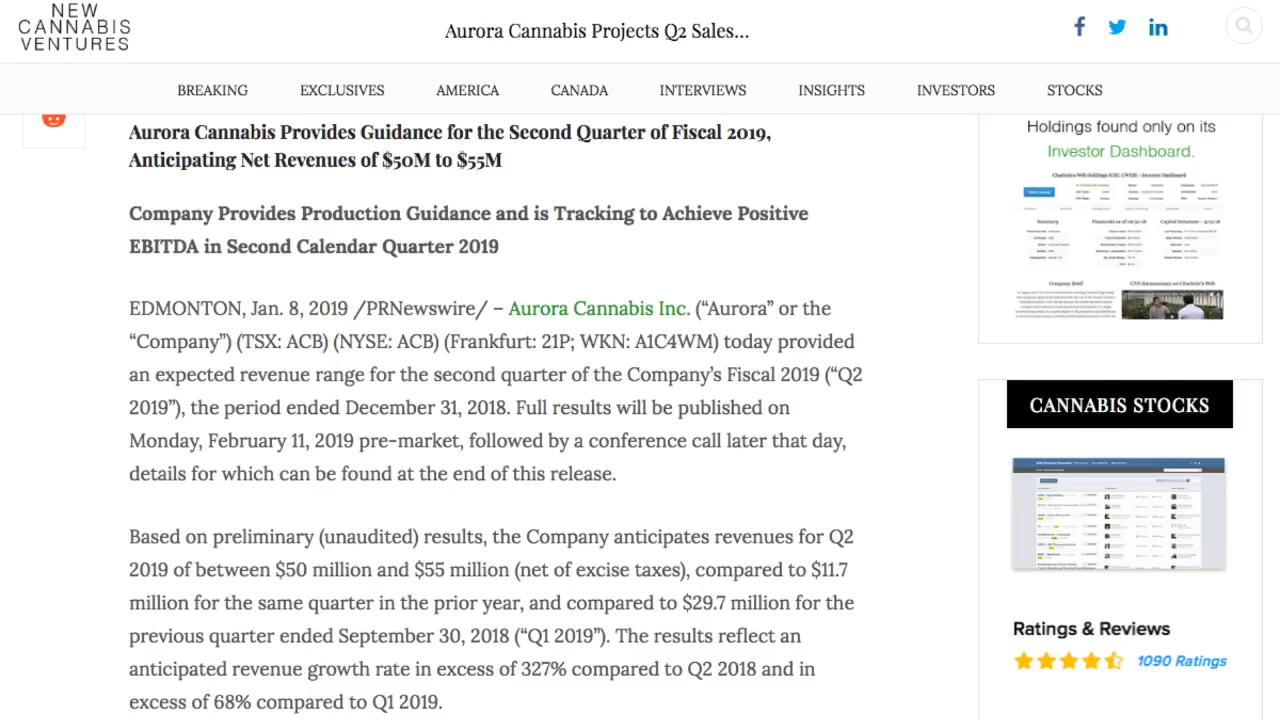 NEW
CANNABIS
VENTURES
Aurora Cannabis Projects Q2 Sales...
BREAKING
EXCLUSIVES
AMERICA
CANADA
INTERVIEWS
INSIGHTS
INVESTORS
STOCKS
Aurora Cannabis Provides Guidance for the Second Quarter of Fiscal 2019,
Anticipating Net Revenues of $50M to $55M
Company Provides Production Guidance and is Tracking to Achieve Positive
EBITDA in Second Calendar Quarter 2019
EDMONTON, Jan. 8, 2019 /PRNewswire/ – Aurora Cannabis Inc. (“Aurora” or the
“Company”) (TSX: ACB) (NYSE: ACB) (Frankfurt: 21P; WKN: A1C4WM) today provided
an expected revenue range for the second quarter of the Company’s Fiscal 2019 (“Q2
2019”), the period ended December 31, 2018. Full results will be published on
Monday, February 11, 2019 pre-market, followed by a conference call later that day,
details for which can be found at the end of this release.
Based on preliminary (unaudited) results, the Company anticipates revenues for Q2
2019 of between $50 million and $55 million (net of excise taxes), compared to $11.7
million for the same quarter in the prior year, and compared to $29.7 million for the
previous quarter ended September 30, 2018 (“Q1 2019”). The results reflect an
anticipated revenue growth rate in excess of 327% compared to Q2 2018 and in
excess of 68% compared to Q1 2019.
Holdings found only on its
Investor Dashboard.
Summary
Company Brief
CANNABIS STOCKS
Ratings & Reviews
1090 Ratings